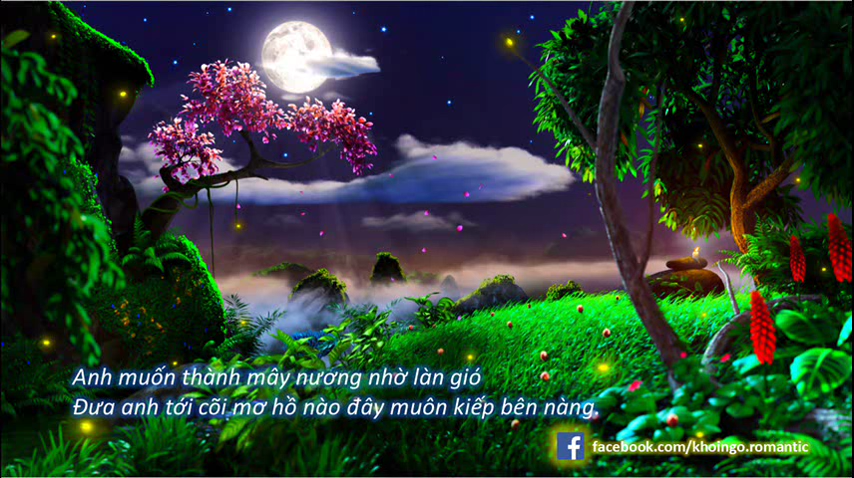 Anh muốn thành mây nương nhờ làn gió
Đưa anh tới cõi mơ hồ nào đấy muôn kiếp bên nàng.
facebook.com/khoingo.romantic